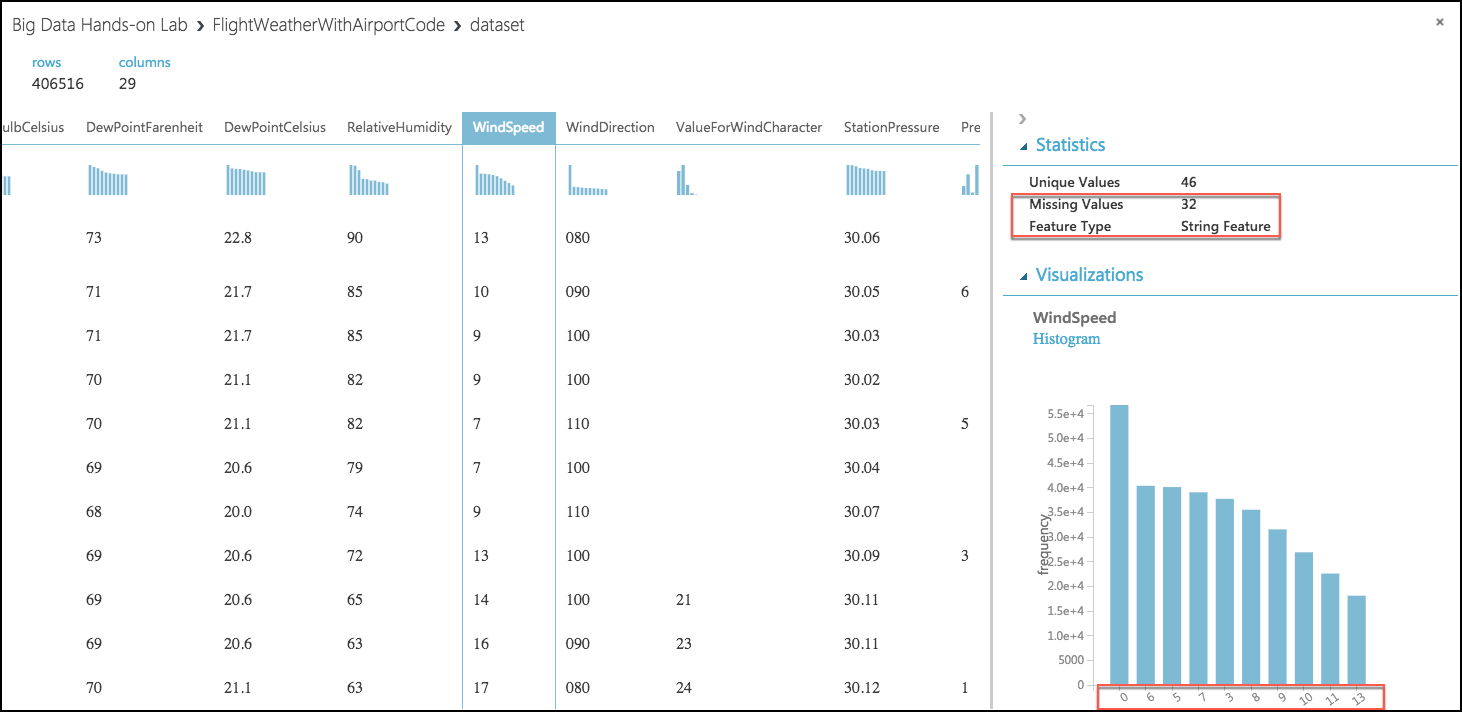 Big Data Hands-on Lab › FlightWeatherWithAirportCode › dataset ×
rows columns
406516 29
ulbCelsius DewPointFarenheit DewPointCelsius RelativeHumidity WindSpeed WindDirection ValueForWindCharacter StationPressure Pre
73 22.8 90 13 080 30.06
71 21.7 85 10 090 30.05 6
71 21.7 85 9 100 30.03
70 21.1 82 9 100 30.02
70 21.1 82 7 110 30.03 5
69 20.6 79 7 100 30.04
68 20.0 74 9 110 30.07
69 20.6 72 13 100 30.09 3
69 20.6 65 14 100 21 30.11
69 20.6 63 16 090 23 30.11
70 21.1 63 17 080 24 30.12 1
Statistics
Unique Values 46
Missing Values 32
Feature Type String Feature
Visualizations
WindSpeed
Histogram
frequency
5.5e+4
5.0e+4
4.5e+4
4.0e+4
3.5e+4
3.0e+4
2.5e+4
2.0e+4
1.5e+4
1.0e+4
5000
0
0 6 5 7 3 8 9 10 11 13